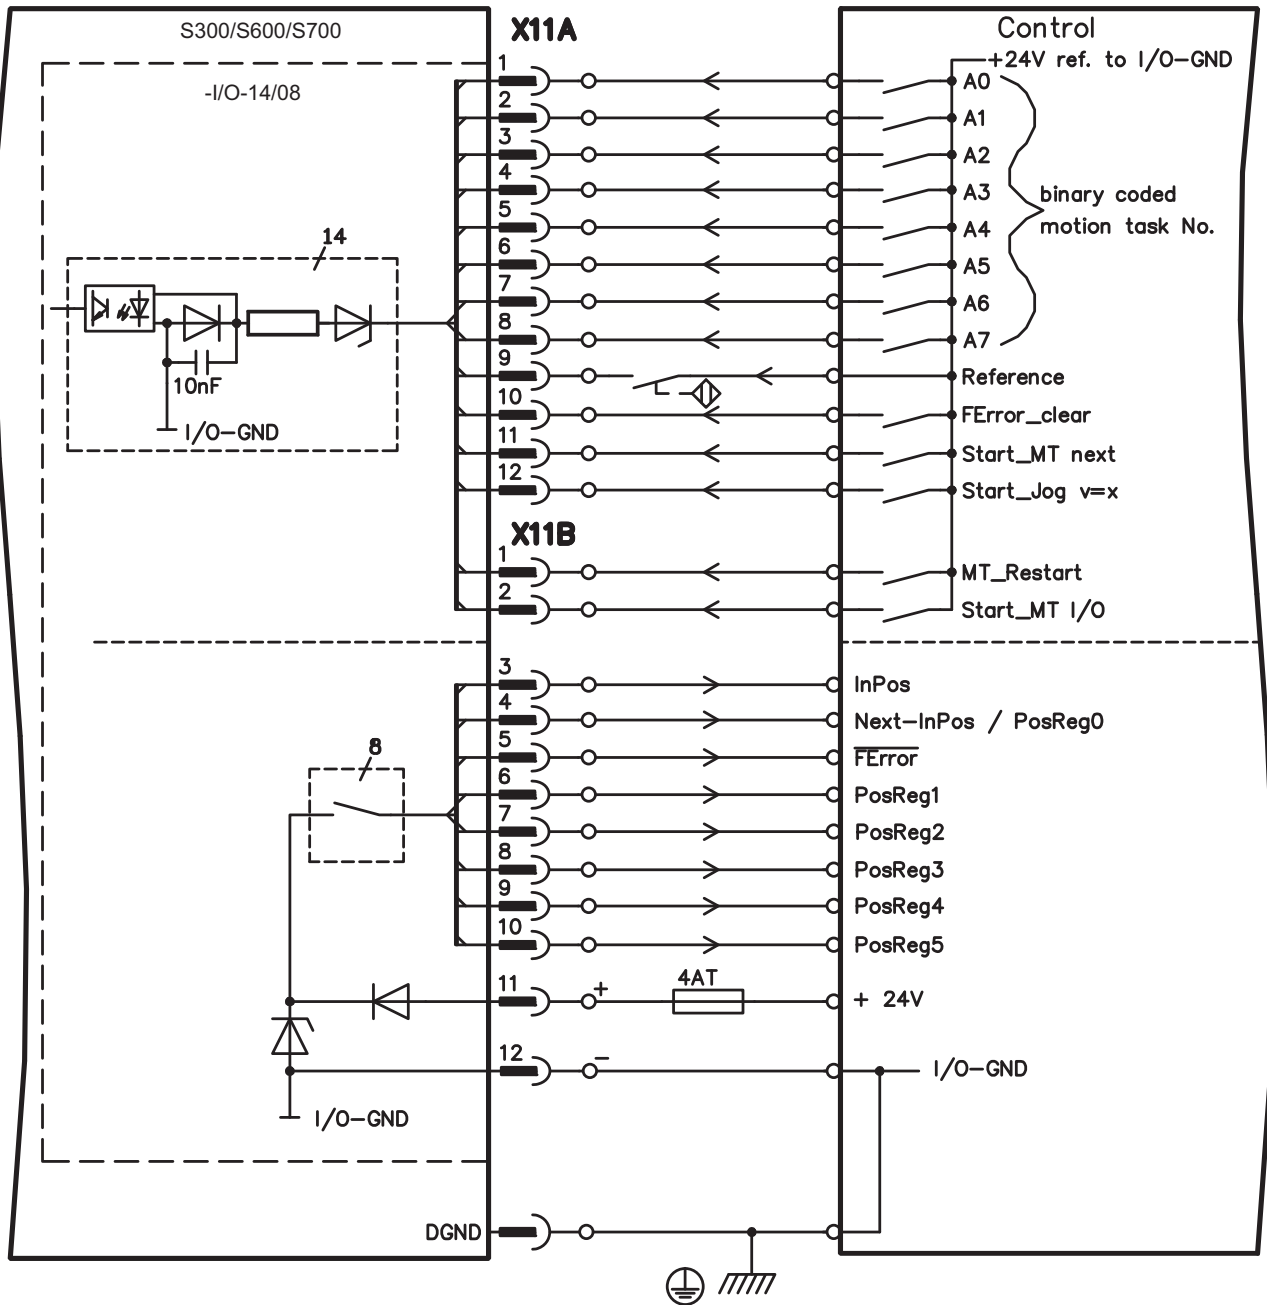 S300/S600/S700
X11A
Control
+24V ref. to I/O-GND
-I/O-14/08
1
A0
2
A1
3
A2
4
A3
binary coded
motion task No.
5
A4
6
A5
7
A6
8
A7
14
10nF
I/O-GND
9
Reference
10
FError_clear
11
Start_MT next
12
Start_Jog v=x
X11B
1
MT_Restart
2
Start_MT I/O
3
InPos
4
Next-InPos / PosReg0
5
FError
8
6
PosReg1
7
PosReg2
8
PosReg3
9
PosReg4
10
PosReg5
11
+
4AT
+ 24V
12
−
I/O-GND
I/O-GND
DGND